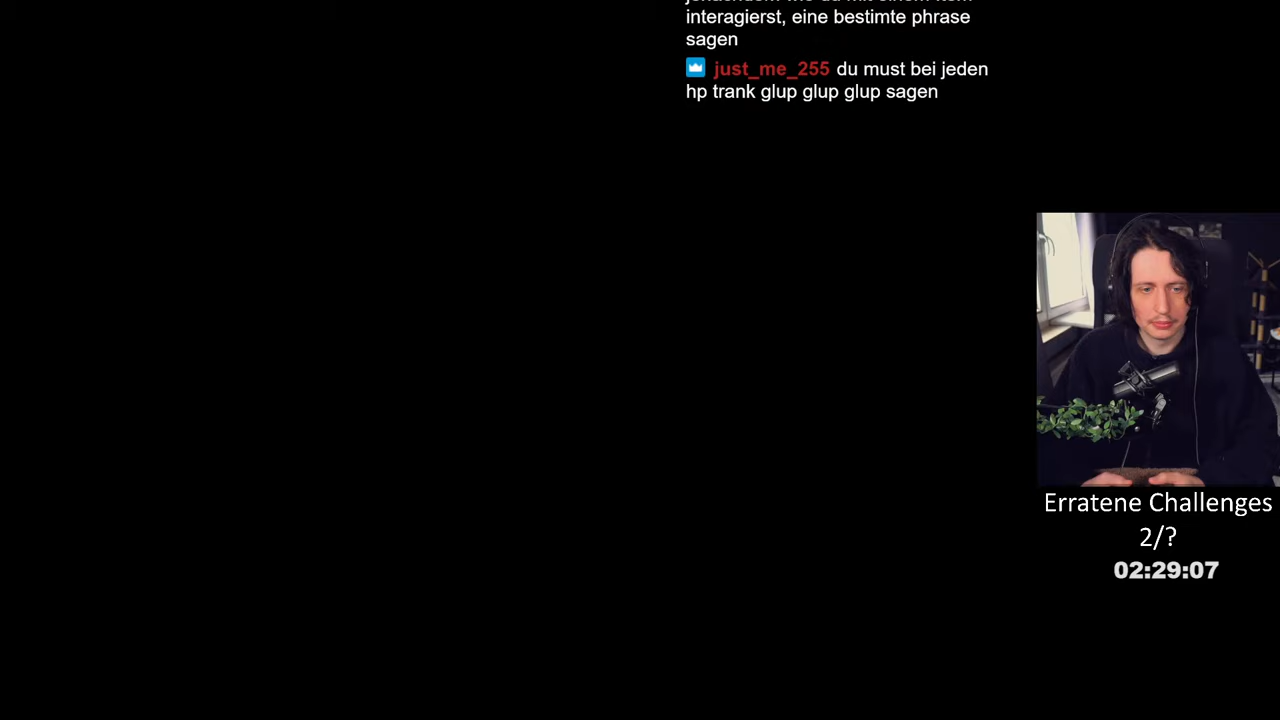 interagierst, eine bestimte phrase
sagen
just_me_255 du must bei jeden
hp trank glup glup glup sagen
Erratene Challenges
2/?
02:29:07